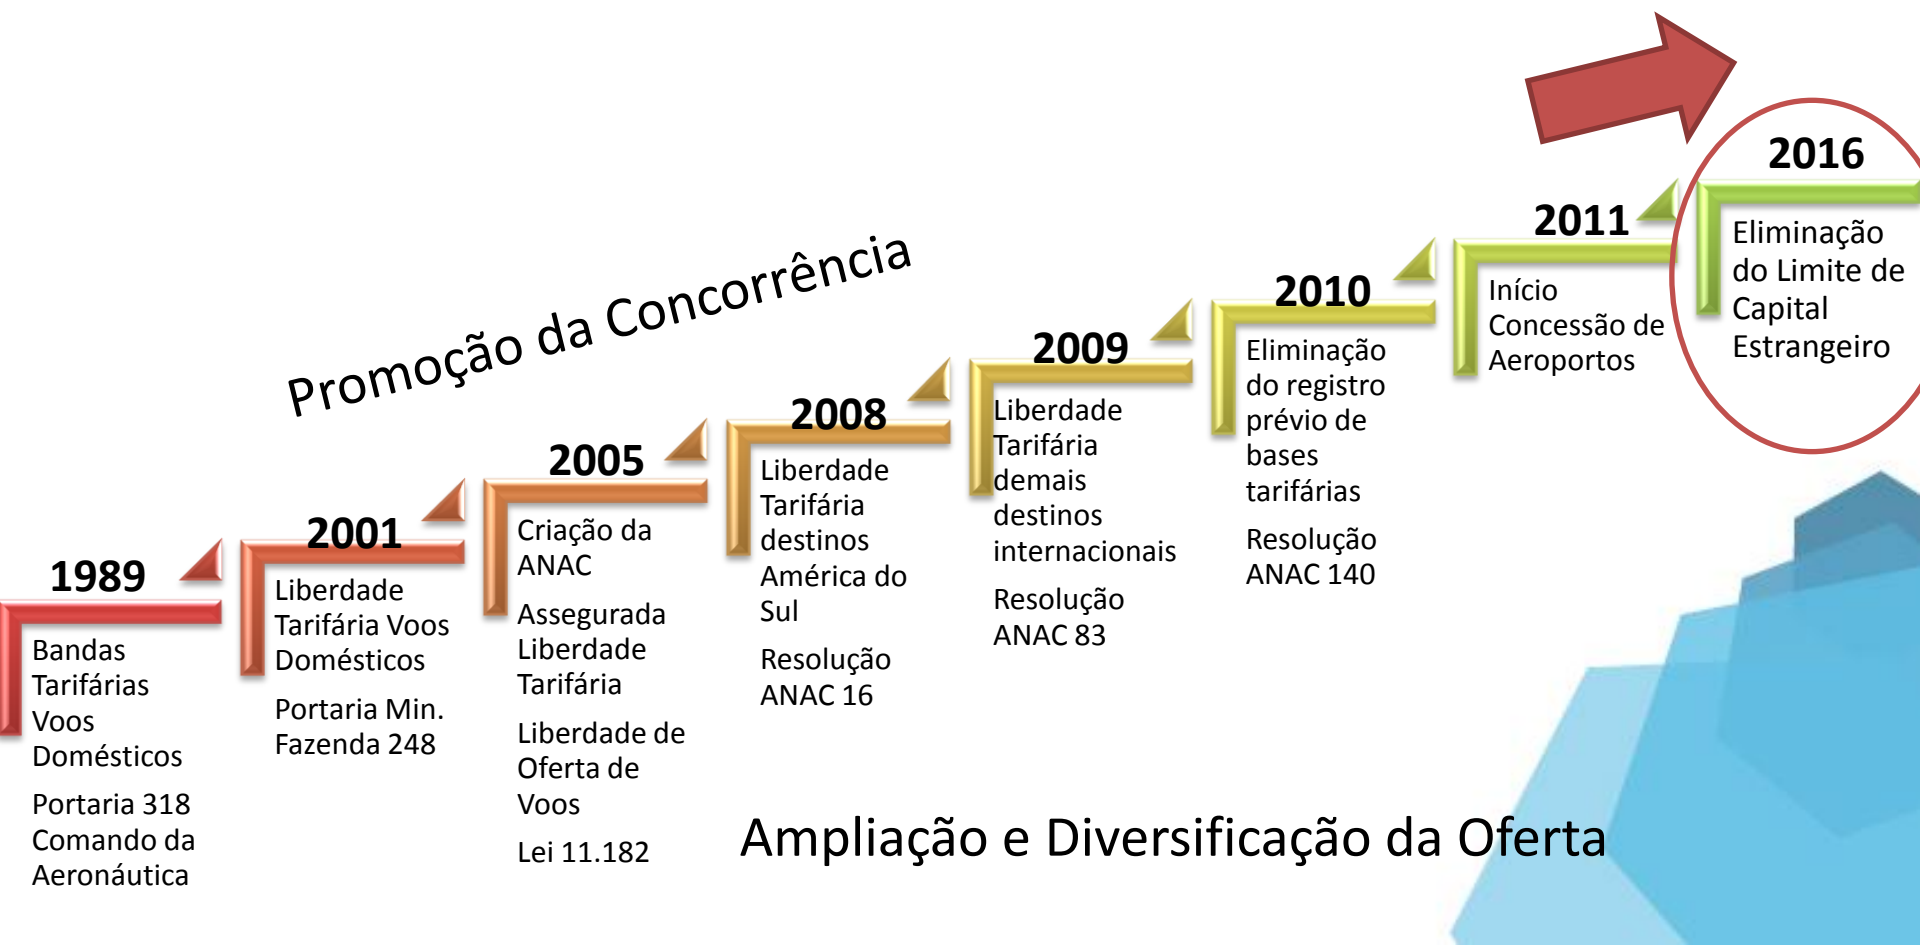 Promoção da Concorrência
1989
Bandas
Tarifárias
Voos
Domésticos
Portaria 318
Comando da
Aeronáutica
2001
Liberdade
Tarifária Voos
Domésticos
Portaria Min.
Fazenda 248
2005
Criação da
ANAC
Assegurada
Liberdade
Tarifária
Liberdade de
Oferta de
Voos
Lei 11.182
2008
Liberdade
Tarifária
destinos
América do
Sul
Resolução
ANAC 16
2009
Liberdade
Tarifária
demais
destinos
internacionais
Resolução
ANAC 83
2010
Eliminação
do registro
prévio de
bases
tarifárias
Resolução
ANAC 140
2011
Início
Concessão de
Aeroportos
2016
Eliminação
do Limite de
Capital
Estrangeiro
Ampliação e Diversificação da Oferta